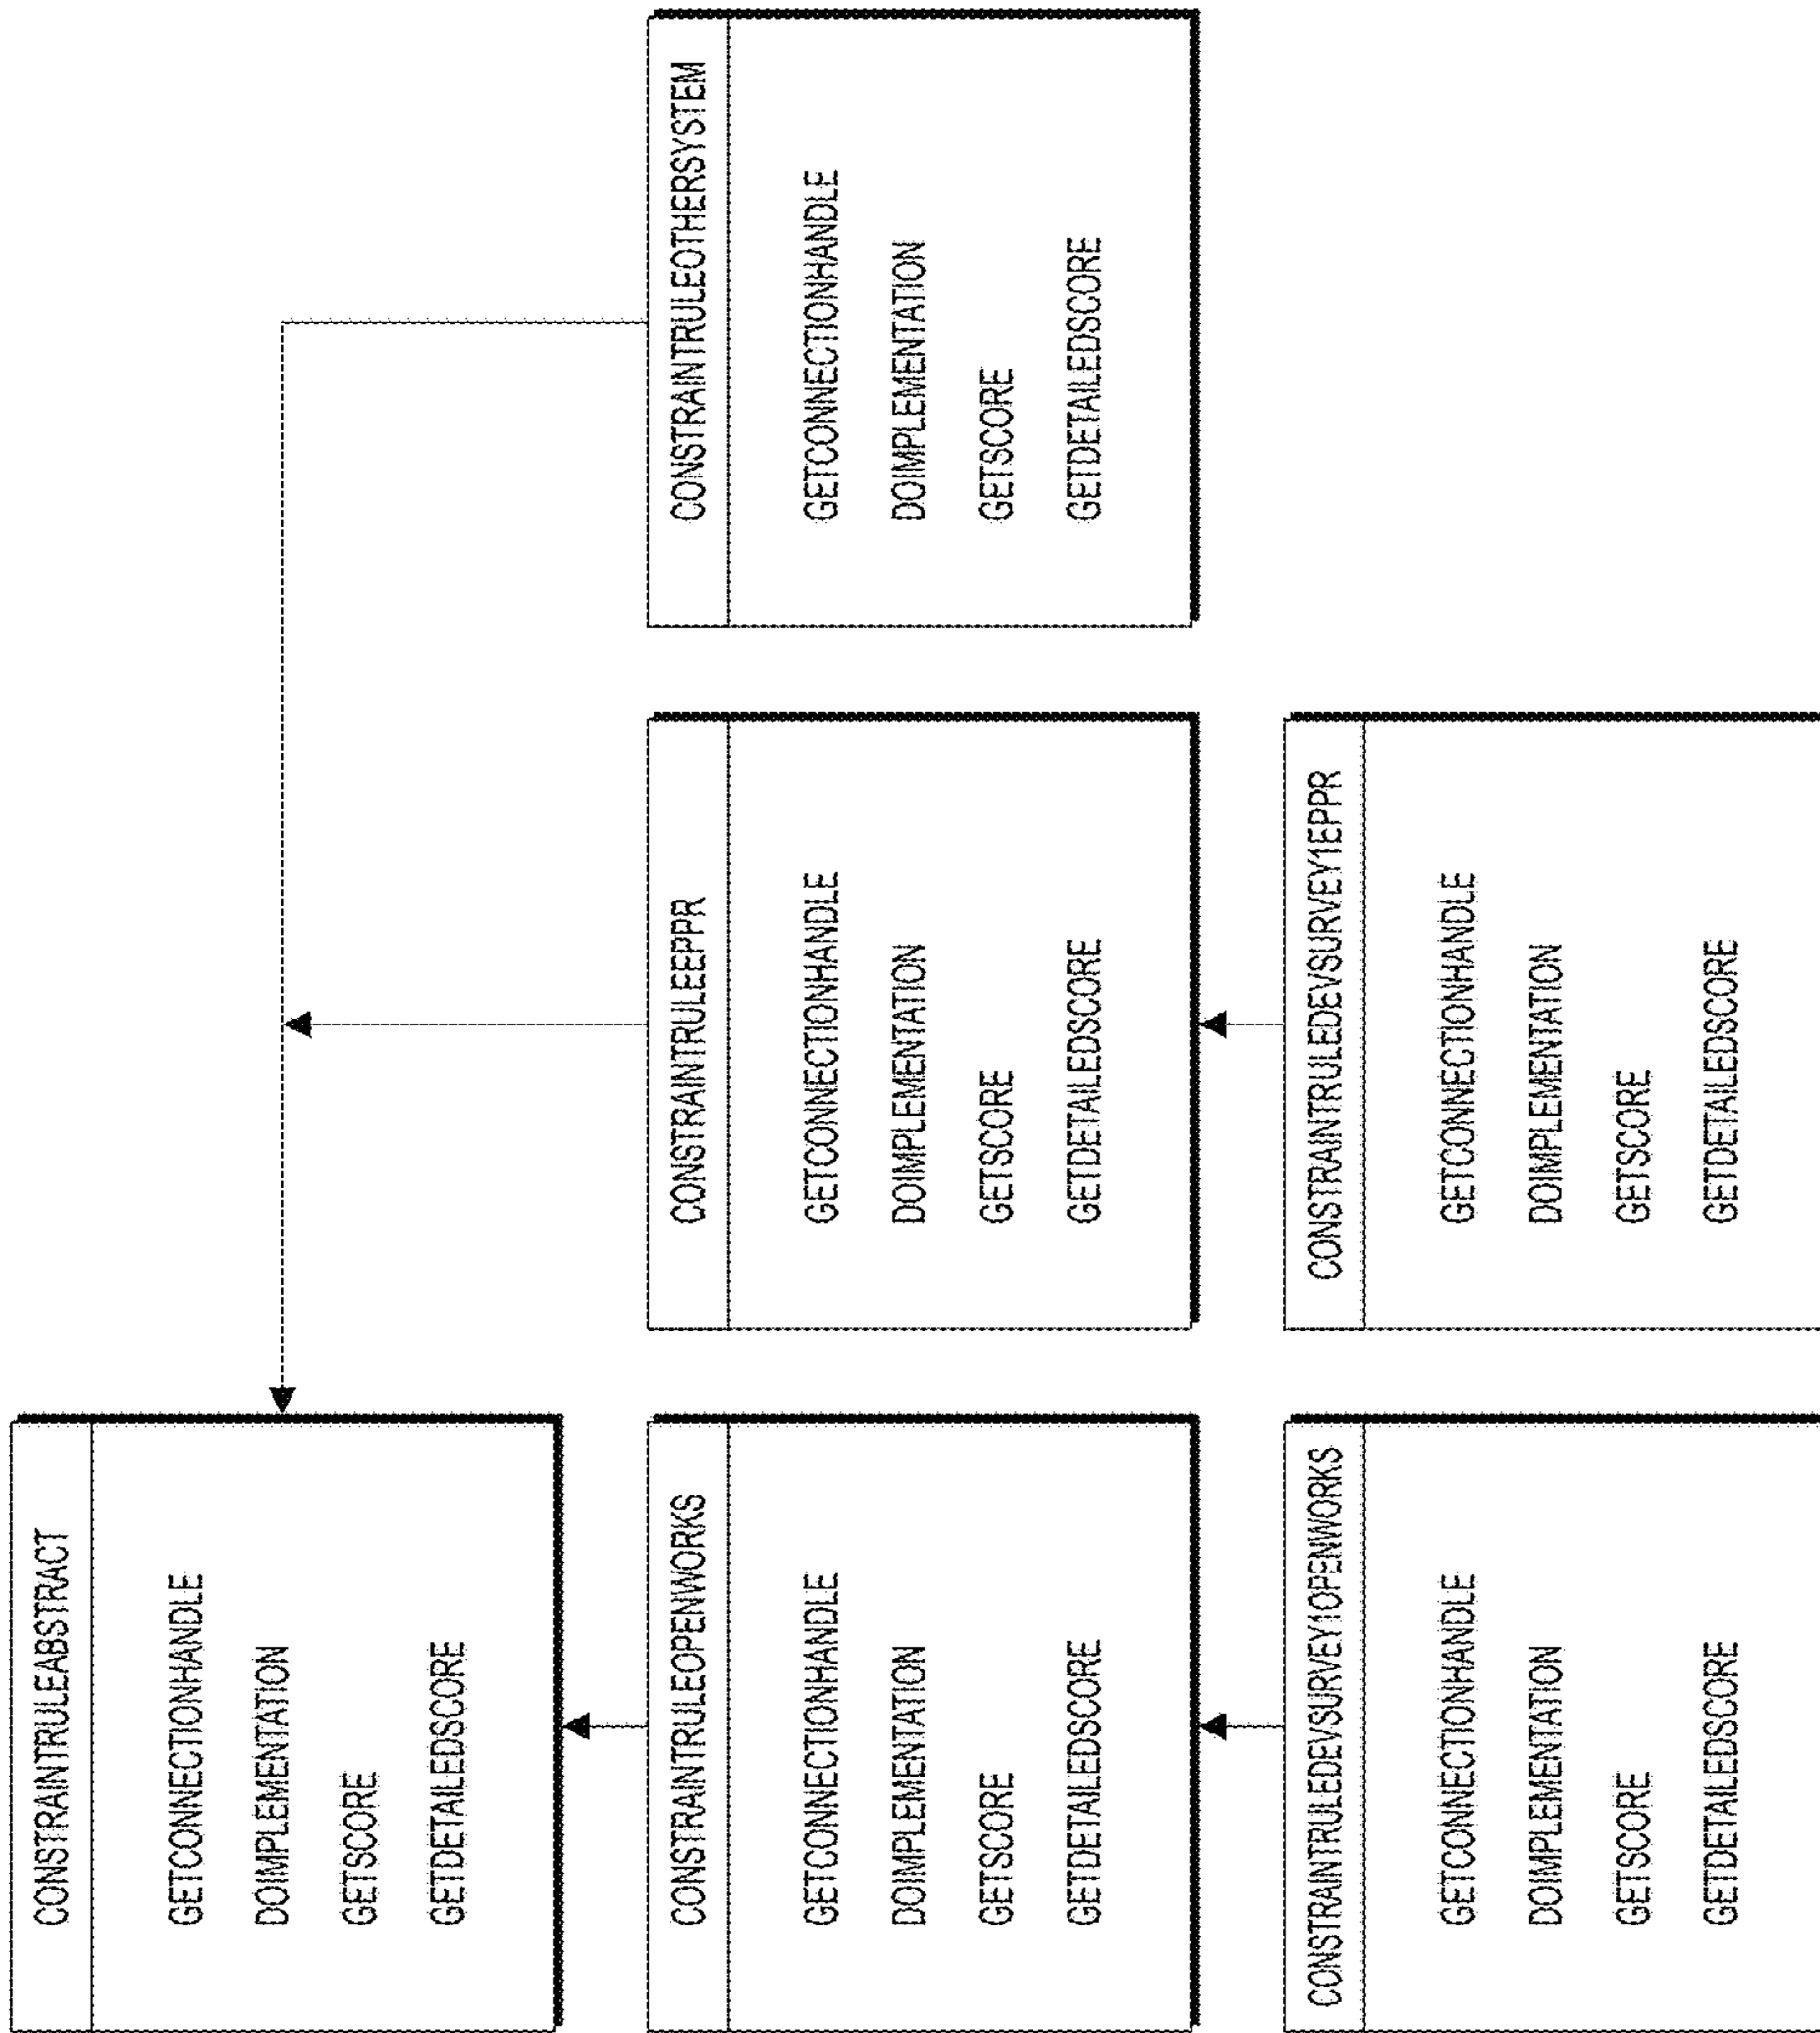 CONSTRAINTRULEABSTRACT
GETCONNECTIONHANDLE
DOIMPLEMENTATION
GETSCORE
GETDETAILEDSCORE
CONSTRAINTRULEOPENWORKS
GETCONNECTIONHANDLE
DOIMPLEMENTATION
GETSCORE
GETDETAILEDSCORE
CONSTRAINTRULEEPPR
GETCONNECTIONHANDLE
DOIMPLEMENTATION
GETSCORE
GETDETAILEDSCORE
CONSTRAINTRULEOTHERSYSTEM
GETCONNECTIONHANDLE
DOIMPLEMENTATION
GETSCORE
GETDETAILEDSCORE
CONSTRAINTRULEDEVSURVEY1OPENWORKS
GETCONNECTIONHANDLE
DOIMPLEMENTATION
GETSCORE
GETDETAILEDSCORE
CONSTRAINTRULEDEVSURVEY1EPPR
GETCONNECTIONHANDLE
DOIMPLEMENTATION
GETSCORE
GETDETAILEDSCORE